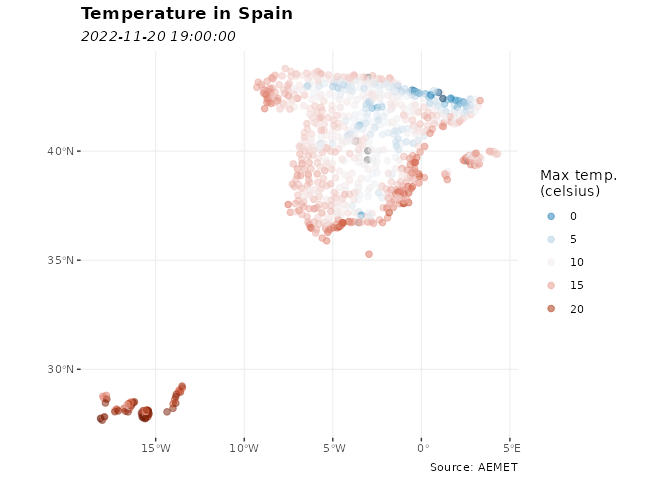 Temperature in Spain
2022-11-20 19:00:00
40°N
35°N
30°N
15°W
10°W
5°W
0°
5°E
Max temp.
(celsius)
0
5
10
15
20
Source: AEMET